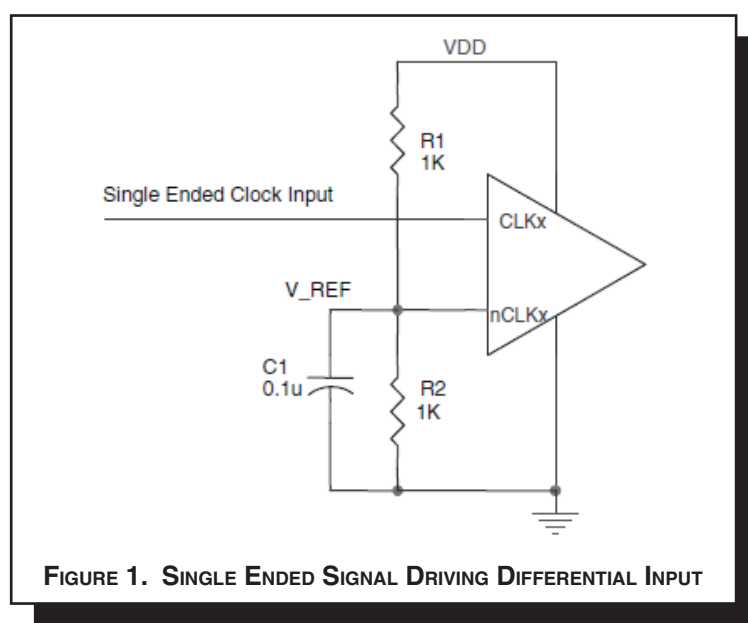 VDD
R1
1K
Single Ended Clock Input
CLKx
V_REF
nCLKx
C1
0.1u
R2
1K
FIGURE 1. SINGLE ENDED SIGNAL DRIVING DIFFERENTIAL INPUT